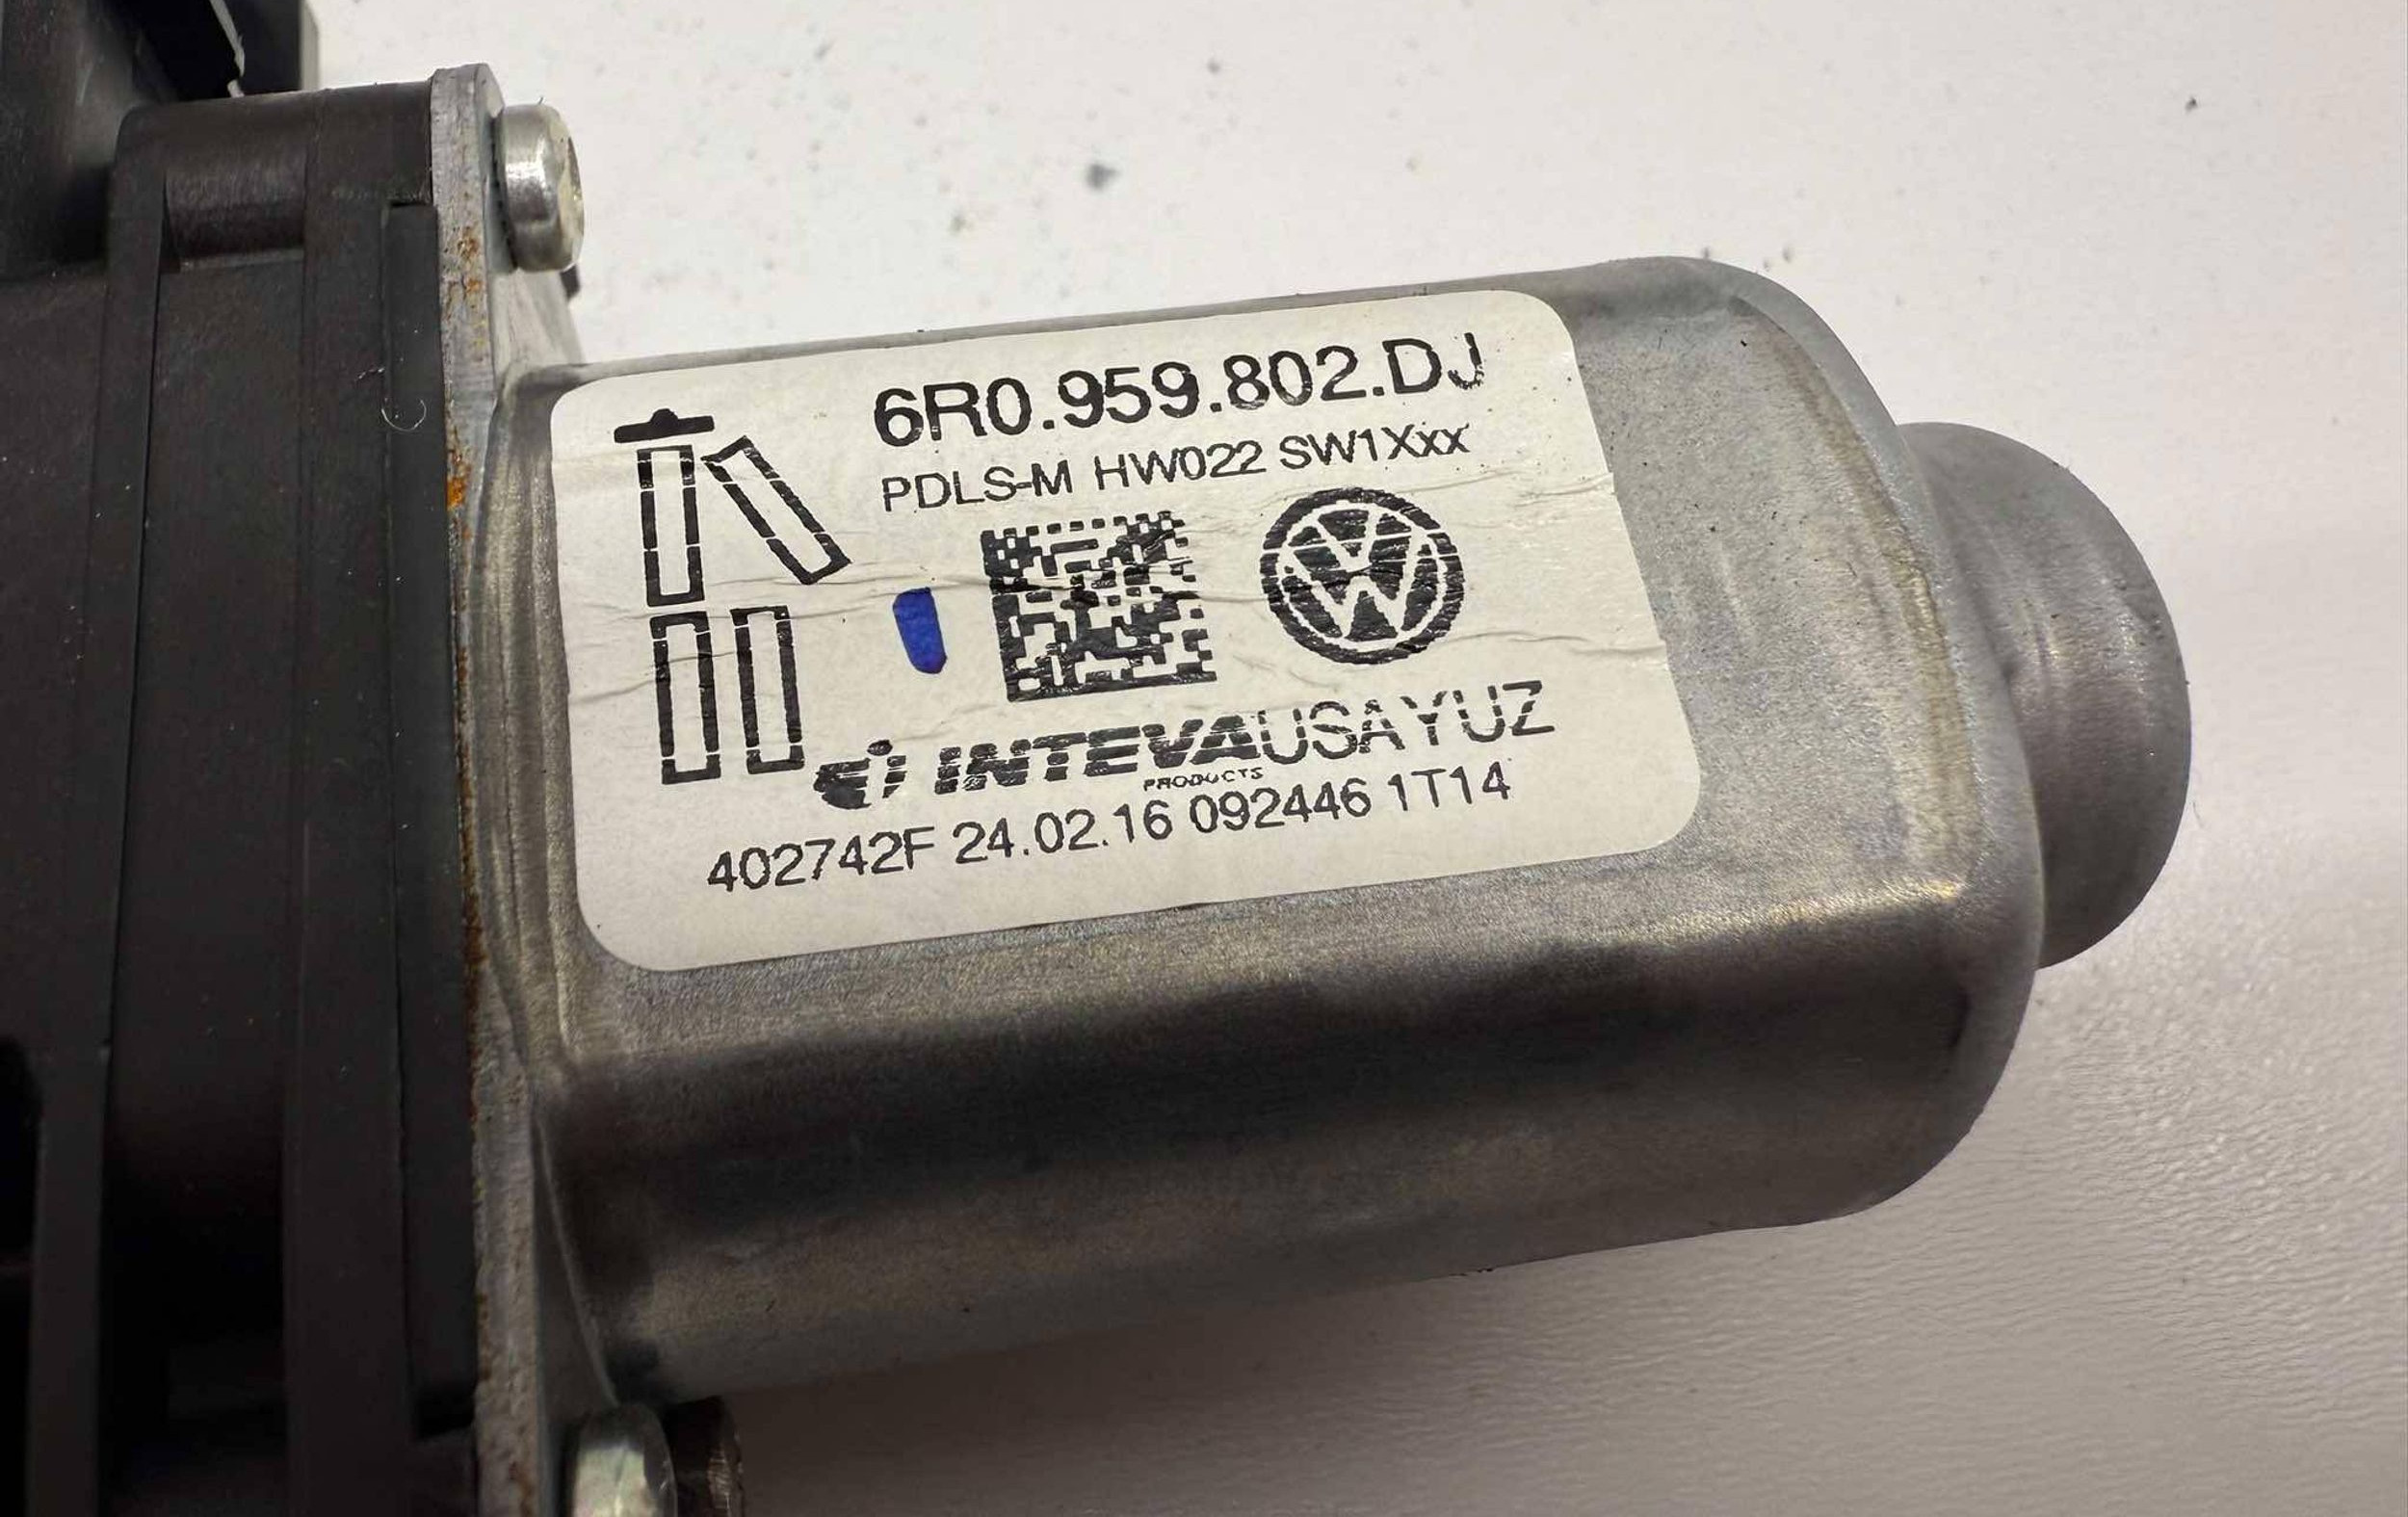 6R0.959.802.DJ
PDLS-M HW022 SW1Xxx
INTEVA USA YUZ
PRODUCTS
402742F 24.02.16 092446 1T14